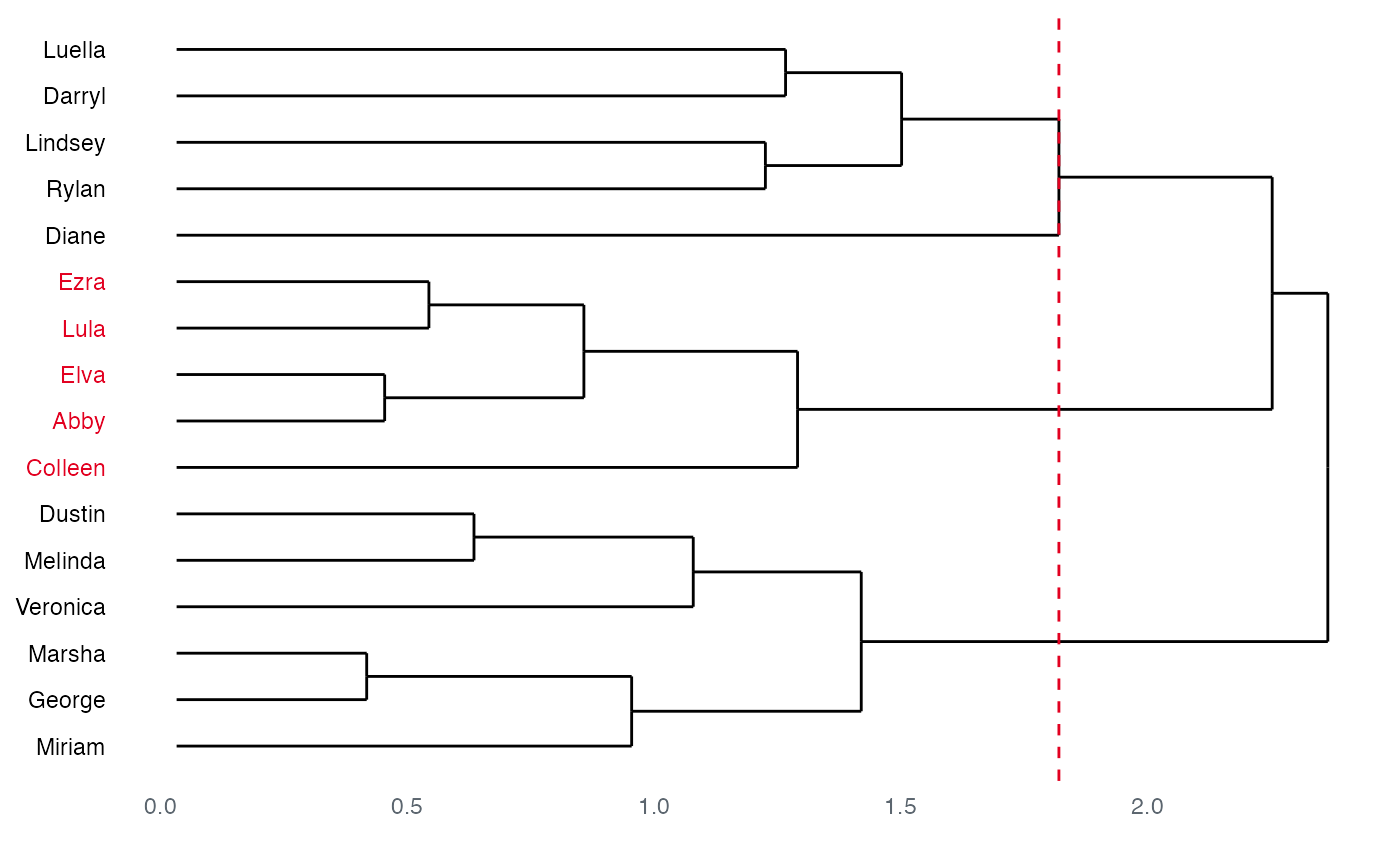 Luella
Darryl
Lindsey
Rylan
Diane
Ezra
Lula
Elva
Abby
Colleen
Dustin
Melinda
Veronica
Marsha
George
Miriam
0.0 0.5 1.0 1.5 2.0